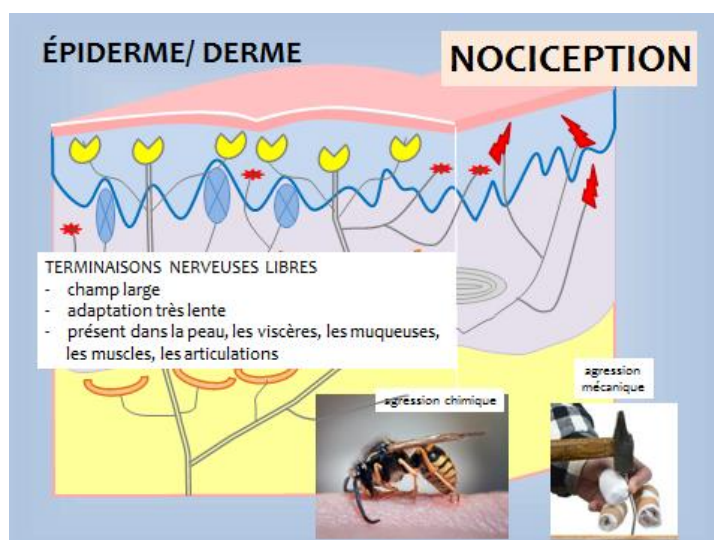 ÉPIDERME/ DERME
NOCICEPTION
TERMINAISONS NERVEUSES LIBRES
- champ large
- adaptation très lente
- présent dans la peau, les viscères, les muqueuses,
les muscles, les articulations
agression chimique
agression
mécanique